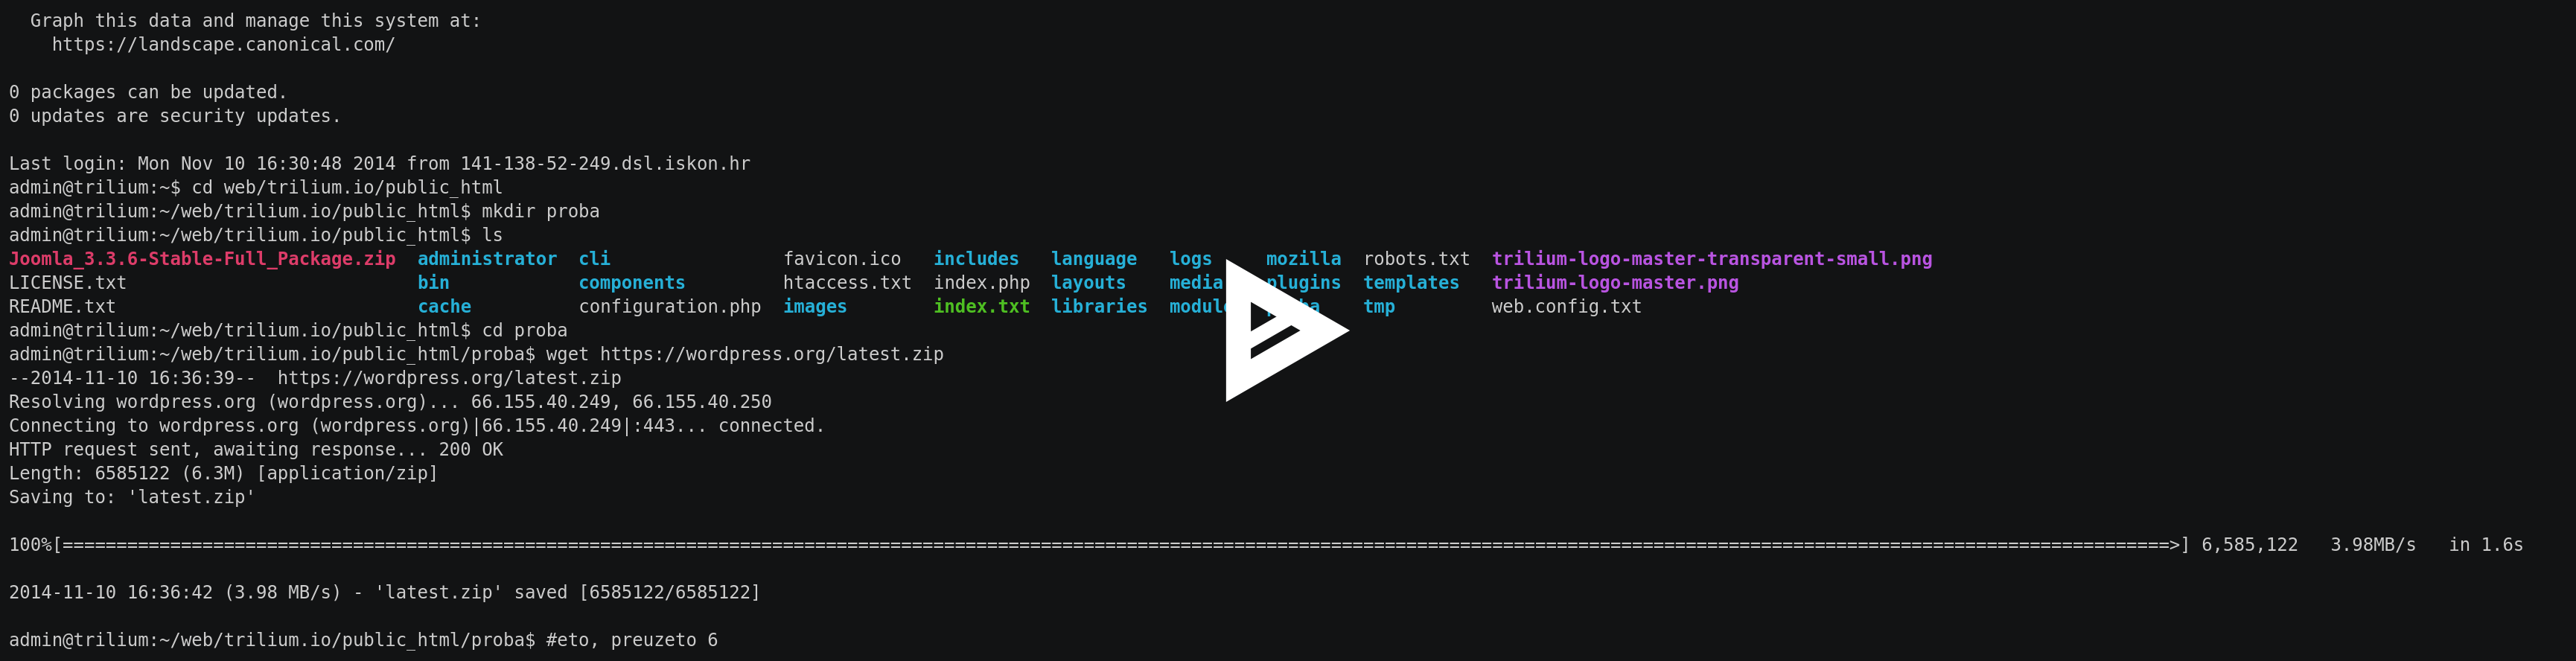 Graph this data and manage this system at:
https://landscape.canonical.com/
0 packages can be updated.
0 updates are security updates.
Last login: Mon Nov 10 16:30:48 2014 from 141-138-52-249.dsl.iskon.hr
admin@trilium:~$ cd web/trilium.io/public_html
admin@trilium:~/web/trilium.io/public_html$ mkdir proba
admin@trilium:~/web/trilium.io/public_html$ ls
Joomla_3.3.6-Stable-Full_Package.zip administrator cli favicon.ico includes language logs mozilla robots.txt trilium-logo-master-transparent-small.png
LICENSE.txt bin components htaccess.txt index.php layouts media plugins templates trilium-logo-master.png
README.txt cache configuration.php images index.txt libraries tmp web.config.txt
admin@trilium:~/web/trilium.io/public_html$ cd proba
admin@trilium:~/web/trilium.io/public_html/proba$ wget https://wordpress.org/latest.zip
--2014-11-10 16:36:39-- https://wordpress.org/latest.zip
Resolving wordpress.org (wordpress.org)... 66.155.40.249, 66.155.40.250
Connecting to wordpress.org (wordpress.org)|66.155.40.249|:443... connected.
HTTP request sent, awaiting response... 200 OK
Length: 6585122 (6.3M) [application/zip]
Saving to: 'latest.zip'
100%[===================================================================================================================================================================================================>] 6,585,122 3.98MB/s in 1.6s
2014-11-10 16:36:42 (3.98 MB/s) - 'latest.zip' saved [6585122/6585122]
admin@trilium:~/web/trilium.io/public_html/proba$ #eto, preuzeto 6